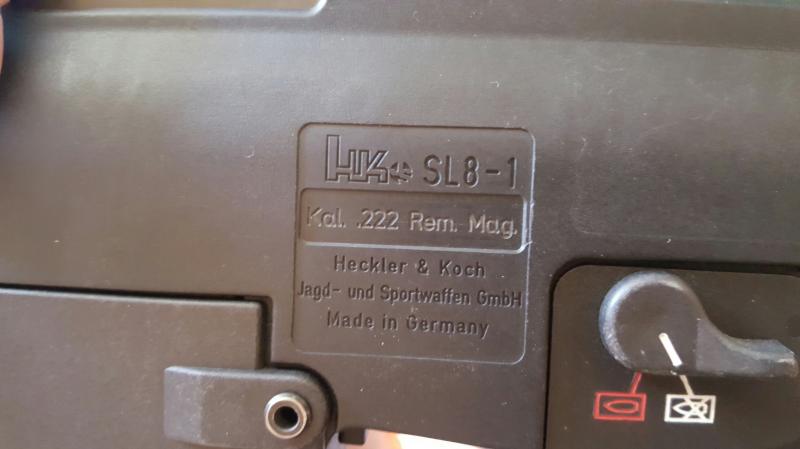 HK SL8-1
Kal. .222 Rem. Mag.
Heckler & Koch
Jagd- und Sportwaffen GmbH
Made in Germany